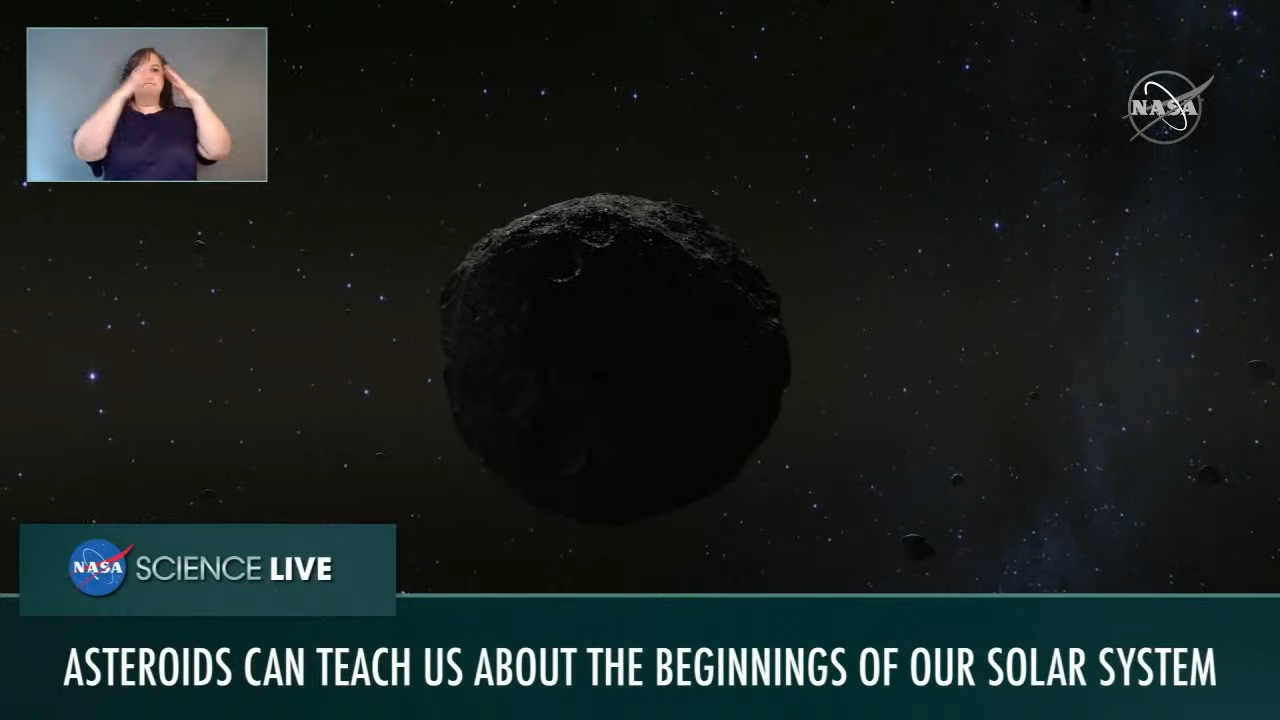 NASA
NASA SCIENCE LIVE
ASTEROIDS CAN TEACH US ABOUT THE BEGINNINGS OF OUR SOLAR SYSTEM